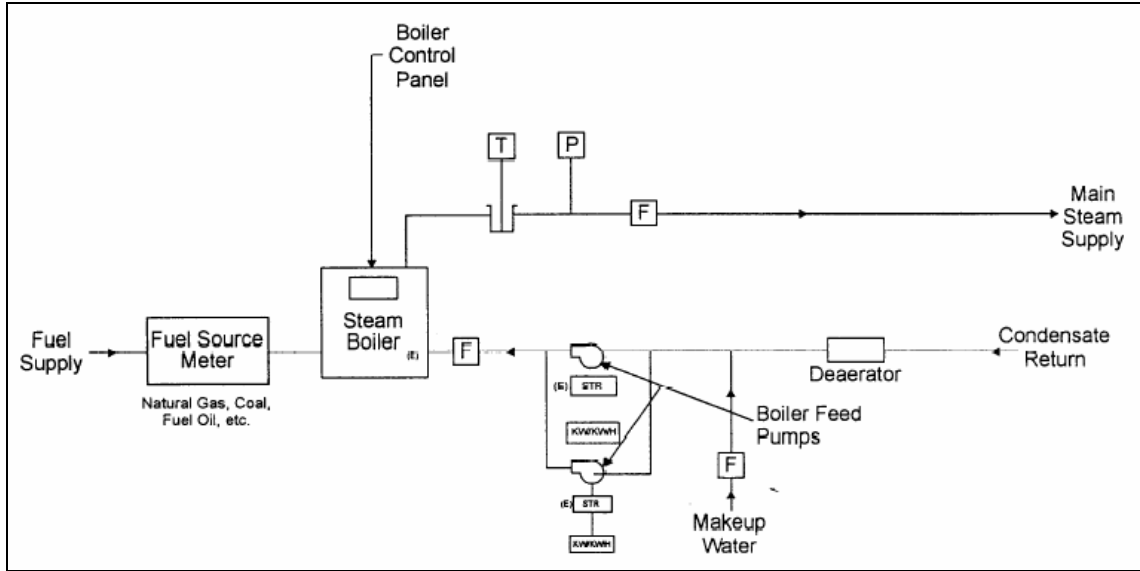 Boiler
Control
Panel
T
P
F
Main
Steam
Supply
Fuel
Supply
Fuel Source
Meter
Natural Gas, Coal,
Fuel Oil, etc.
Steam
Boiler
(E)
F
Condensate
Return
Deaerator
(E)
STR
KW/KWH
Boiler Feed
Pumps
F
Makeup
Water
(E)
STR
KW/KWH